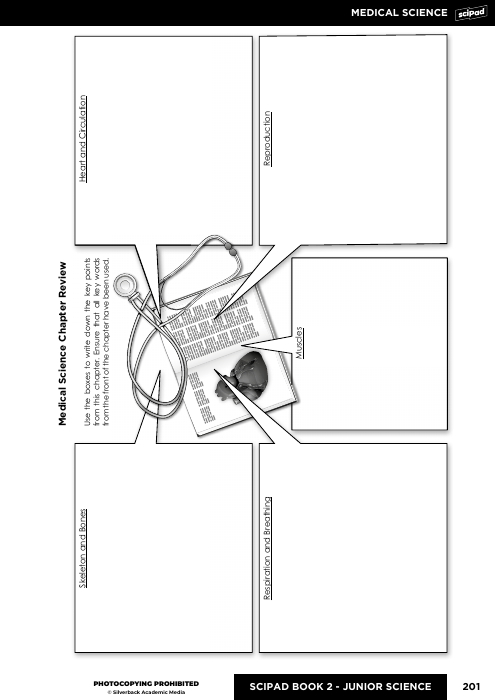 MEDICAL SCIENCE
scipad
Medical Science Chapter Review
Use the boxes to write down the key points
from this chapter. Ensure that all key words
from the front of the chapter have been used.
Skeleton and Bones
Heart and Circulation
Respiration and Breathing
Muscles
Reproduction
PHOTOCOPYING PROHIBITED
© Silverback Academic Media
SCIPAD BOOK 2 - JUNIOR SCIENCE
201